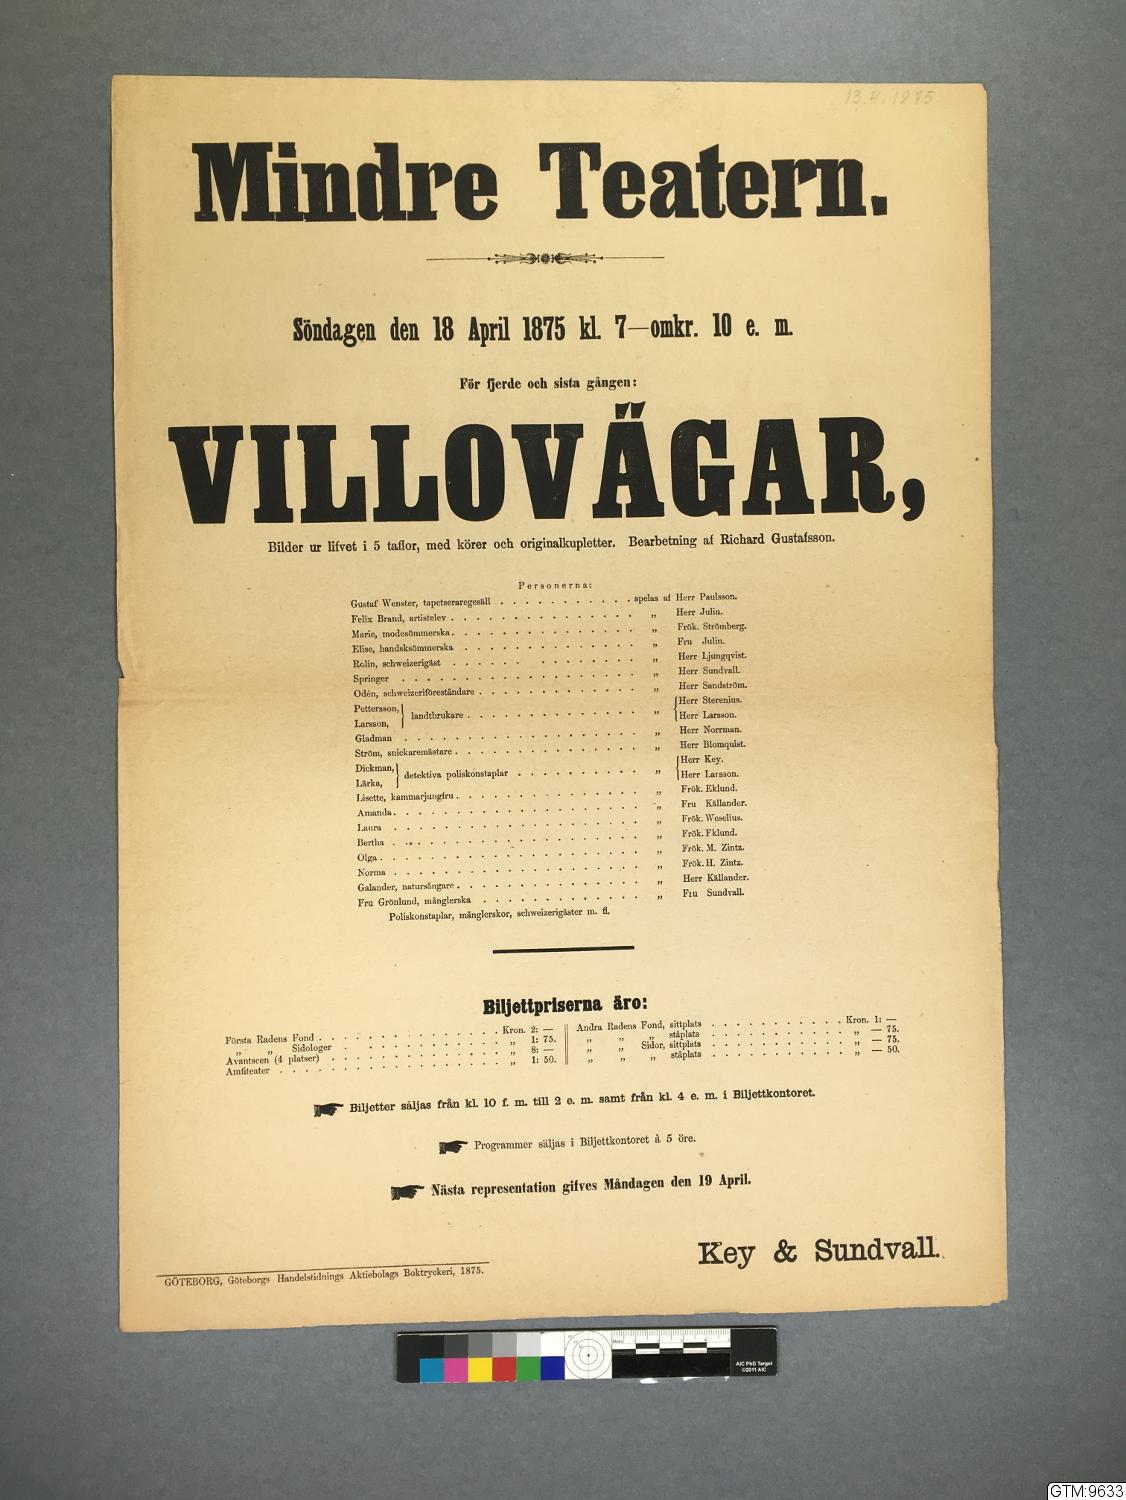 13.4.1875
Mindre Teatern.
Söndagen den 18 April 1875 kl. 7—omkr. 10 e. m.
För fjerde och sista gången:
VILLOVÄGAR,
Bilder ur lifvet i 5 taflor, med körer och originalkupletter. Bearbetning af Richard Gustafsson.
Personerna:
Gustaf Wenster, tapetseraregesäll . . . . . . . . . . . spelas af Herr Paulsson.
Felix Brand, artistelev . . . . . . . . . . . . . . . „ Herr Julin.
Marie, modesömmerska . . . . . . . . . . . . . . . „ Frök. Strömberg.
Elise, handsksömmerska . . . . . . . . . . . . . . „ Fru Julin.
Rolin, schweizerigäst . . . . . . . . . . . . . . . „ Herr Ljungqvist.
Springer . . . . . . . . . . . . . . . . . . . „ Herr Sundvall.
Odén, schweizeriföreståndare . . . . . . . . . . . . . „ Herr Sandström.
Pettersson,} landtbrukare . . . . . . . . . . . . . . „ {Herr Sterenius.
Larsson, Herr Larsson.
Gladman . . . . . . . . . . . . . . . . . . . „ Herr Norrman.
Ström, snickaremästare . . . . . . . . . . . . . . . „ Herr Blomquist.
Dickman,} detektiva poliskonstaplar . . . . . . . . . . „ {Herr Key.
Lärka, Herr Larsson.
Lisette, kammarjungfru . . . . . . . . . . . . . . . „ Frök. Eklund.
Amanda . . . . . . . . . . . . . . . . . . . . „ Fru Källander.
Laura . . . . . . . . . . . . . . . . . . . . „ Frök. Weselius.
Bertha . . . . . . . . . . . . . . . . . . . . „ Frök. Eklund.
Olga . . . . . . . . . . . . . . . . . . . . . „ Frök. M. Zintz.
Norma . . . . . . . . . . . . . . . . . . . . „ Frök. H. Zintz.
Galander, natursångare . . . . . . . . . . . . . . . „ Herr Källander.
Fru Grönlund, månglerska . . . . . . . . . . . . . „ Fru Sundvall.
Poliskonstaplar, månglerskor, schweizerigäster m. fl.
Biljettpriserna äro:
Första Radens Fond . . . . . . . . . . . . . Kron. 2: —
„ „ Sidologer . . . . . . . . . . . . „ 1: 75.
Avantscen (4 platser) . . . . . . . . . . . . . „ 8: —
Amfiteater . . . . . . . . . . . . . . . . „ 1: 50.
Andra Radens Fond, sittplats . . . . . . . . . . . Kron. 1: —
„ „ „ ståplats . . . . . . . . . . . „ — 75.
„ „ Sidor, sittplats . . . . . . . . . . . „ — 75.
„ „ „ ståplats . . . . . . . . . . . „ — 50.
Biljetter säljas från kl. 10 f. m. till 2 e. m. samt från kl. 4 e. m. i Biljettkontoret.
Programmer säljas i Biljettkontoret à 5 öre.
Nästa representation gifves Måndagen den 19 April.
Key & Sundvall.
GÖTEBORG, Göteborgs Handelstidnings Aktiebolags Boktryckeri, 1875.
AIC PhD Target
©2011 AIC
GTM:9633